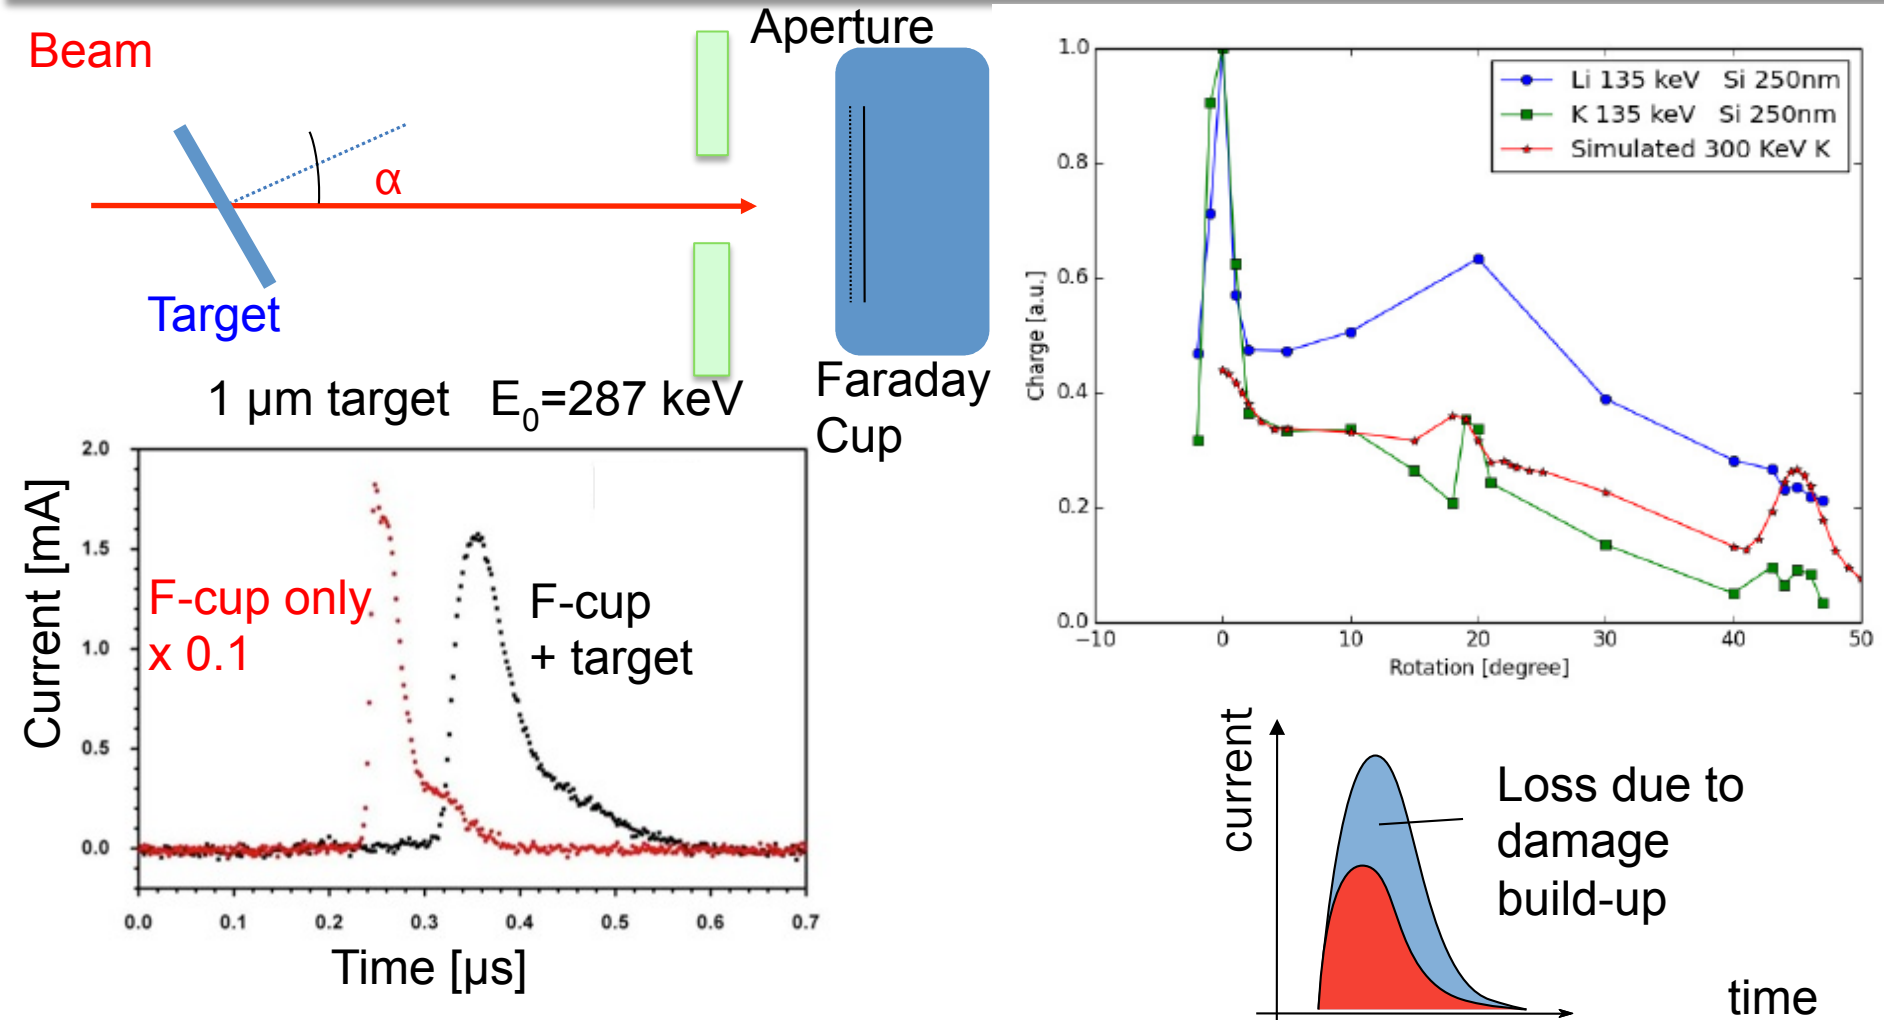 Beam
Aperture
α
Target
Faraday
Cup
1 µm target E₀=287 keV
2.0
1.5
1.0
0.5
0.0
Current [mA]
F-cup only
x 0.1
F-cup
+ target
0.0 0.1 0.2 0.3 0.4 0.5 0.6 0.7
Time [µs]
1.0
0.8
0.6
0.4
0.2
0.0
Charge [a.u.]
Li 135 keV Si 250nm
K 135 keV Si 250nm
Simulated 300 KeV K
−10 0 10 20 30 40 50
Rotation [degree]
current
Loss due to
damage
build-up
time